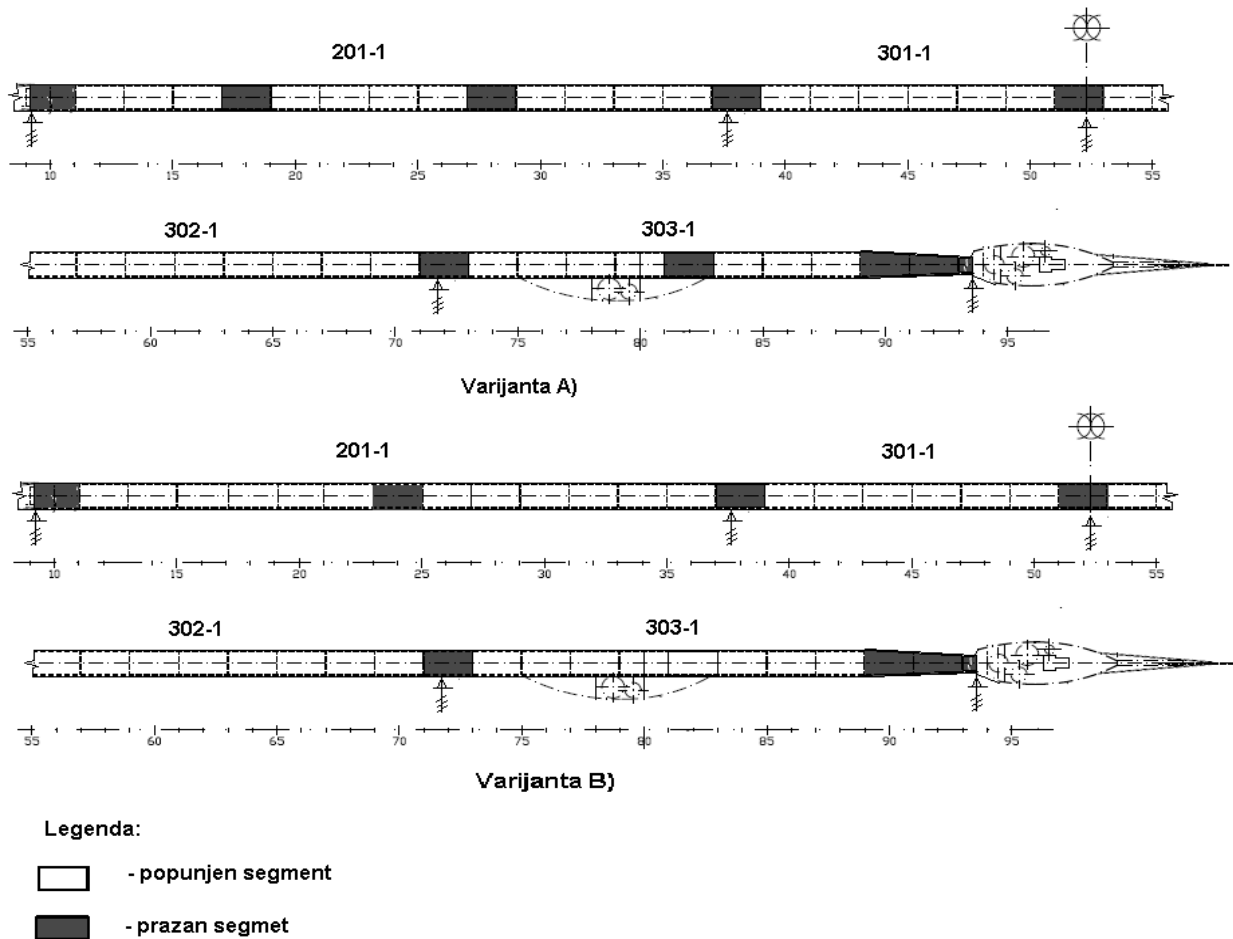 201-1 301-1
10 15 20 25 30 35 40 45 50 55
302-1 303-1
55 60 65 70 75 80 85 90 95
Varijanta A)
201-1 301-1
10 15 20 25 30 35 40 45 50 55
302-1 303-1
55 60 65 70 75 80 85 90 95
Varijanta B)
Legenda:
- popunjen segment
- prazan segmet